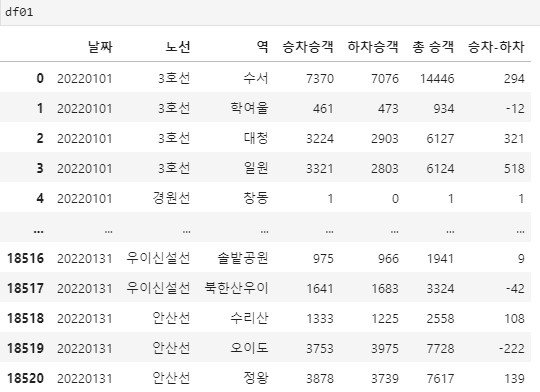 df01
날짜 노선 역 승차승객 하차승객 총 승객 승차-하차
0 20220101 3호선 수서 7370 7076 14446 294
1 20220101 3호선 학여울 461 473 934 -12
2 20220101 3호선 대청 3224 2903 6127 321
3 20220101 3호선 일원 3321 2803 6124 518
4 20220101 경원선 창동 1 0 1 1
... ... ... ... ... ... ... ...
18516 20220131 우이신설선 솔밭공원 975 966 1941 9
18517 20220131 우이신설선 북한산우이 1641 1683 3324 -42
18518 20220131 안산선 수리산 1333 1225 2558 108
18519 20220131 안산선 오이도 3753 3975 7728 -222
18520 20220131 안산선 정왕 3878 3739 7617 139